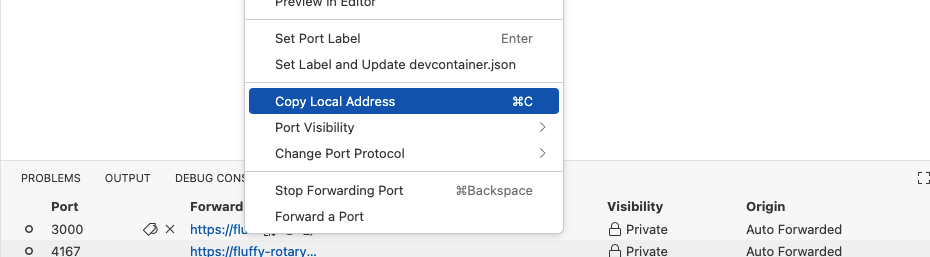 Preview in Editor
Set Port Label Enter
Set Label and Update devcontainer.json
Copy Local Address ⌘C
Port Visibility
Change Port Protocol
Stop Forwarding Port ⌘Backspace
Forward a Port
PROBLEMS OUTPUT DEBUG CONS
Port Forward Visibility Origin
3000 https://flu Private Auto Forwarded
4167 https://fluffy-rotary... Private Auto Forwarded